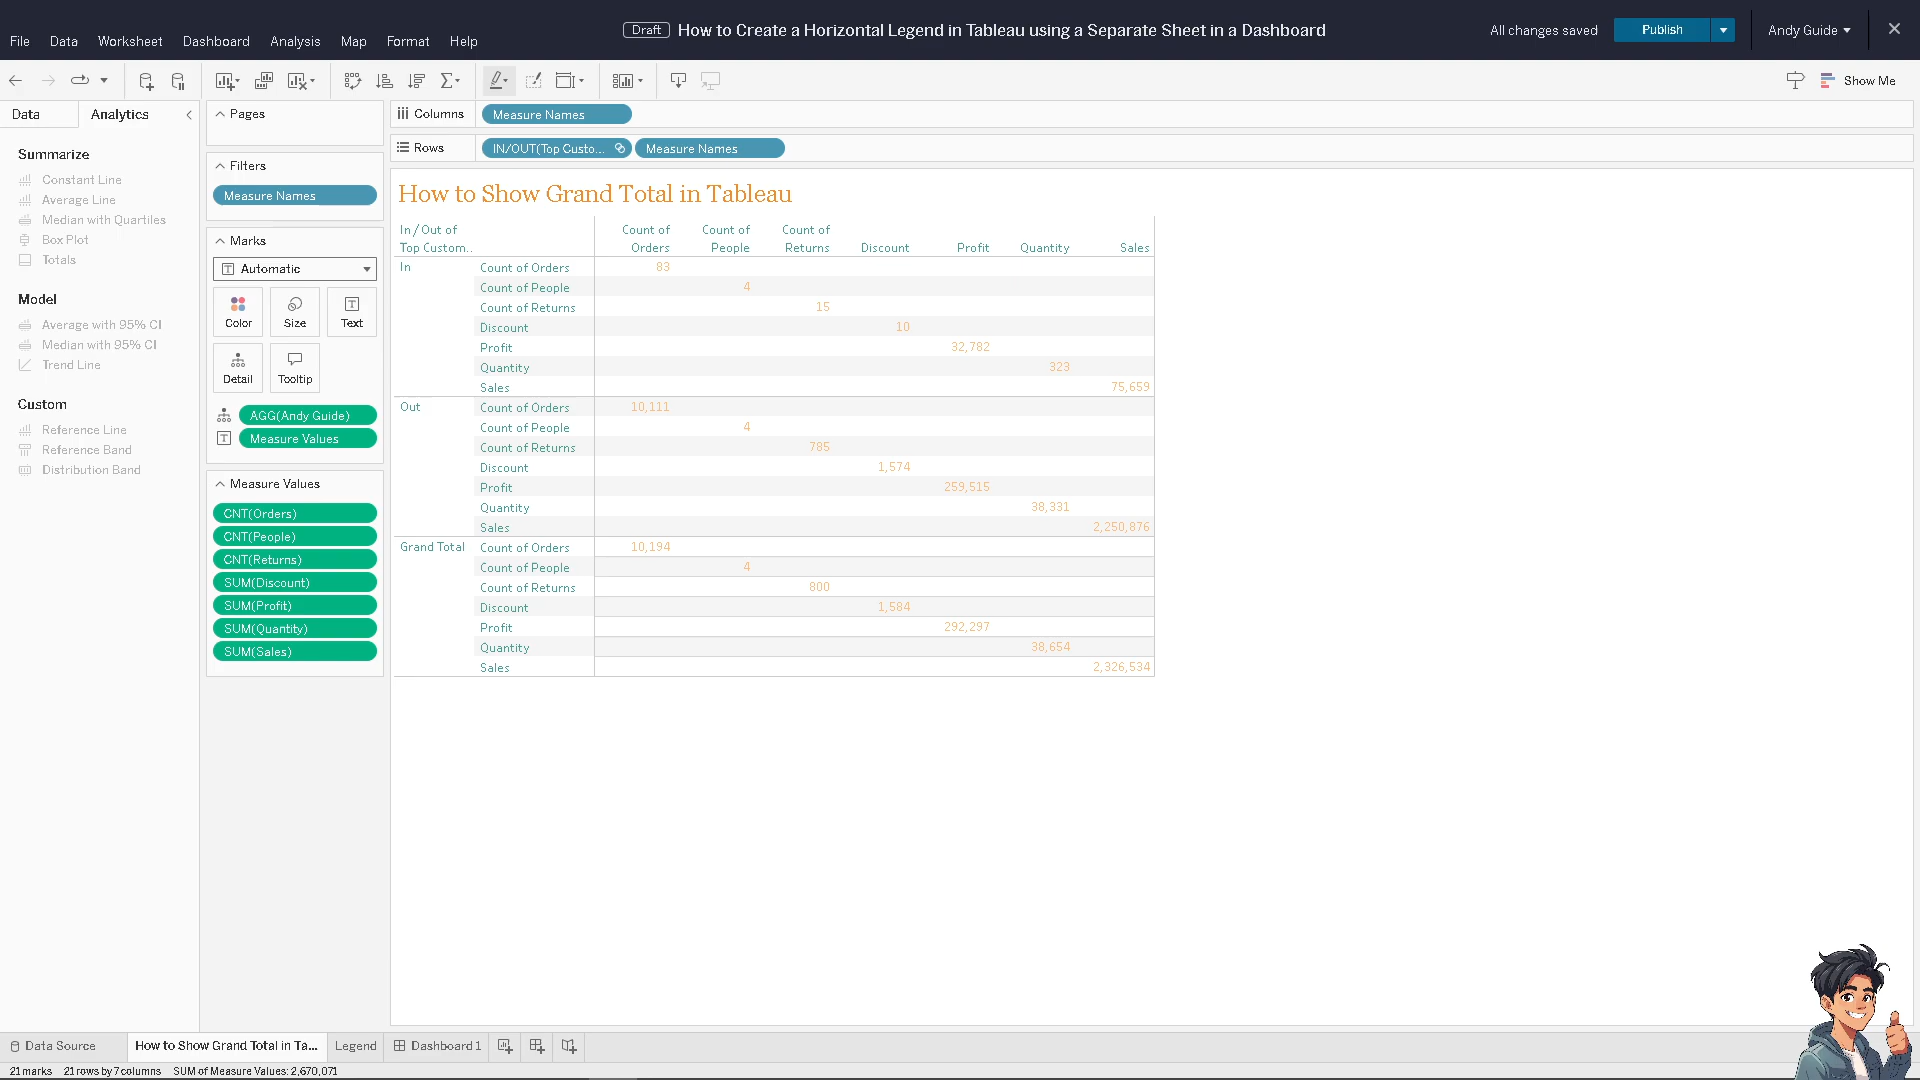 Draft How to Create a Horizontal Legend in Tableau using a Separate Sheet in a Dashboard
All changes saved Publish Andy Guide
File Data Worksheet Dashboard Analysis Map Format Help
Show Me
Data Analytics
Summarize
Constant Line
Average Line
Median with Quartiles
Box Plot
Totals
Model
Average with 95% CI
Median with 95% CI
Trend Line
Custom
Reference Line
Reference Band
Distribution Band
Pages
Filters
Measure Names
Marks
Automatic
Color Size Text
Detail Tooltip
AGG(Andy Guide)
Measure Values
Measure Values
CNT(Orders)
CNT(People)
CNT(Returns)
SUM(Discount)
SUM(Profit)
SUM(Quantity)
SUM(Sales)
Columns Measure Names
Rows IN/OUT(Top Custo... Measure Names
How to Show Grand Total in Tableau
In / Out of Count of Count of Count of
Top Custom.. Orders People Returns Discount Profit Quantity Sales
In Count of Orders 83
Count of People 4
Count of Returns 15
Discount 10
Profit 32,782
Quantity 323
Sales 75,659
Out Count of Orders 10,111
Count of People 4
Count of Returns 785
Discount 1,574
Profit 259,515
Quantity 38,331
Sales 2,250,876
Grand Total Count of Orders 10,194
Count of People 4
Count of Returns 800
Discount 1,584
Profit 292,297
Quantity 38,654
Sales 2,326,534
Data Source How to Show Grand Total in Ta... Legend Dashboard 1
21 marks 21 rows by 7 columns SUM of Measure Values: 2,670,071